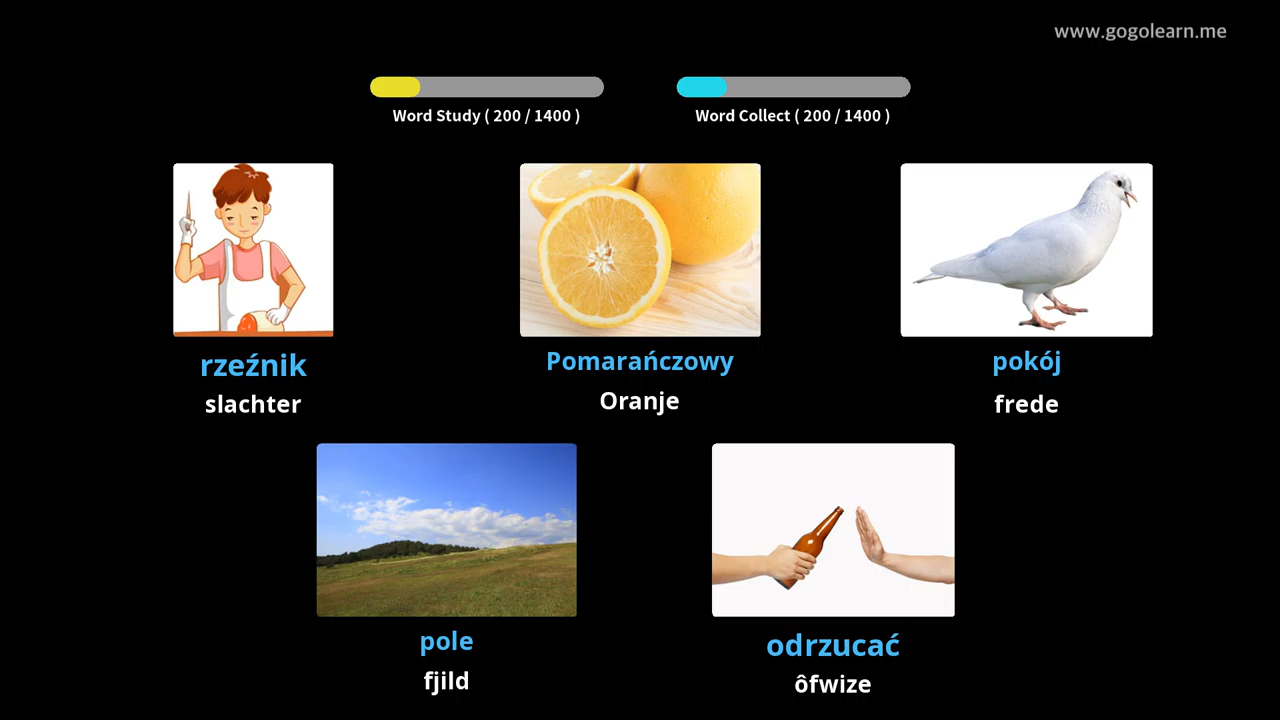 www.gogolearn.me
Word Study ( 200 / 1400 )
Word Collect ( 200 / 1400 )
rzeźnik
slachter
Pomarańczowy
Oranje
pokój
frede
pole
fjild
odrzucać
ôfwize